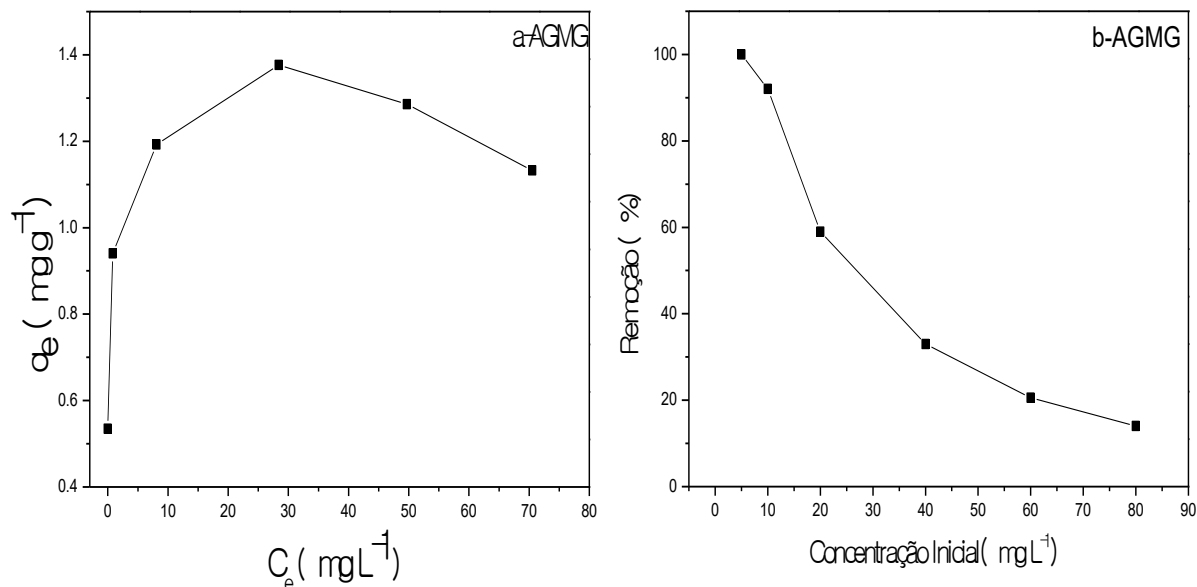 a-AGMG
1.4
1.2
1.0
0.8
0.6
0.4
qe ( mg g⁻¹)
0 10 20 30 40 50 60 70 80
Ce ( mg L⁻¹)
b-AGMG
100
80
60
40
20
0
Remoção ( %)
0 10 20 30 40 50 60 70 80 90
Concentração Inicial( mg L⁻¹)